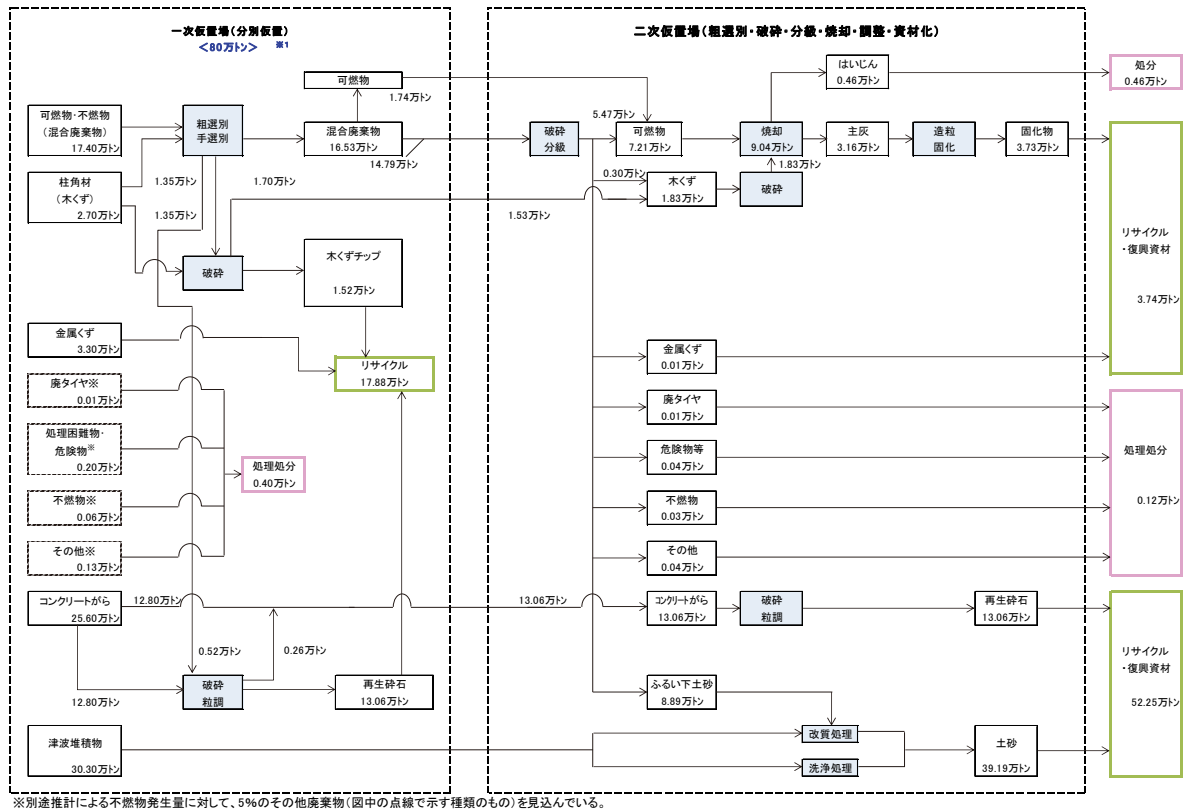 一次仮置場(分別仮置)
<80万トン> ※1
二次仮置場(粗選別・破砕・分級・焼却・調整・資材化)
可燃物
1.74万トン
はいじん
0.46万トン
処分
0.46万トン
可燃物・不燃物
(混合廃棄物)
17.40万トン
粗選別
手選別
混合廃棄物
16.53万トン
14.79万トン
破砕
分級
5.47万トン
可燃物
7.21万トン
焼却
9.04万トン
主灰
3.16万トン
造粒
固化
固化物
3.73万トン
柱角材
(木くず)
2.70万トン
1.35万トン
1.35万トン
1.70万トン
1.53万トン
0.30万トン
木くず
1.83万トン
破砕
1.83万トン
リサイクル
・復興資材
3.74万トン
破砕
木くずチップ
1.52万トン
金属くず
3.30万トン
リサイクル
17.88万トン
金属くず
0.01万トン
廃タイヤ※
0.01万トン
処理困難物・
危険物※
0.20万トン
不燃物※
0.06万トン
その他※
0.13万トン
処理処分
0.40万トン
廃タイヤ
0.01万トン
危険物等
0.04万トン
不燃物
0.03万トン
その他
0.04万トン
処理処分
0.12万トン
コンクリートがら
25.60万トン
12.80万トン
13.06万トン
コンクリートがら
13.06万トン
破砕
粒調
再生砕石
13.06万トン
0.52万トン
0.26万トン
12.80万トン
破砕
粒調
再生砕石
13.06万トン
ふるい下土砂
8.89万トン
リサイクル
・復興資材
52.25万トン
津波堆積物
30.30万トン
改質処理
洗浄処理
土砂
39.19万トン
※別途推計による不燃物発生量に対して、5%のその他廃棄物(図中の点線で示す種類のもの)を見込んでいる。